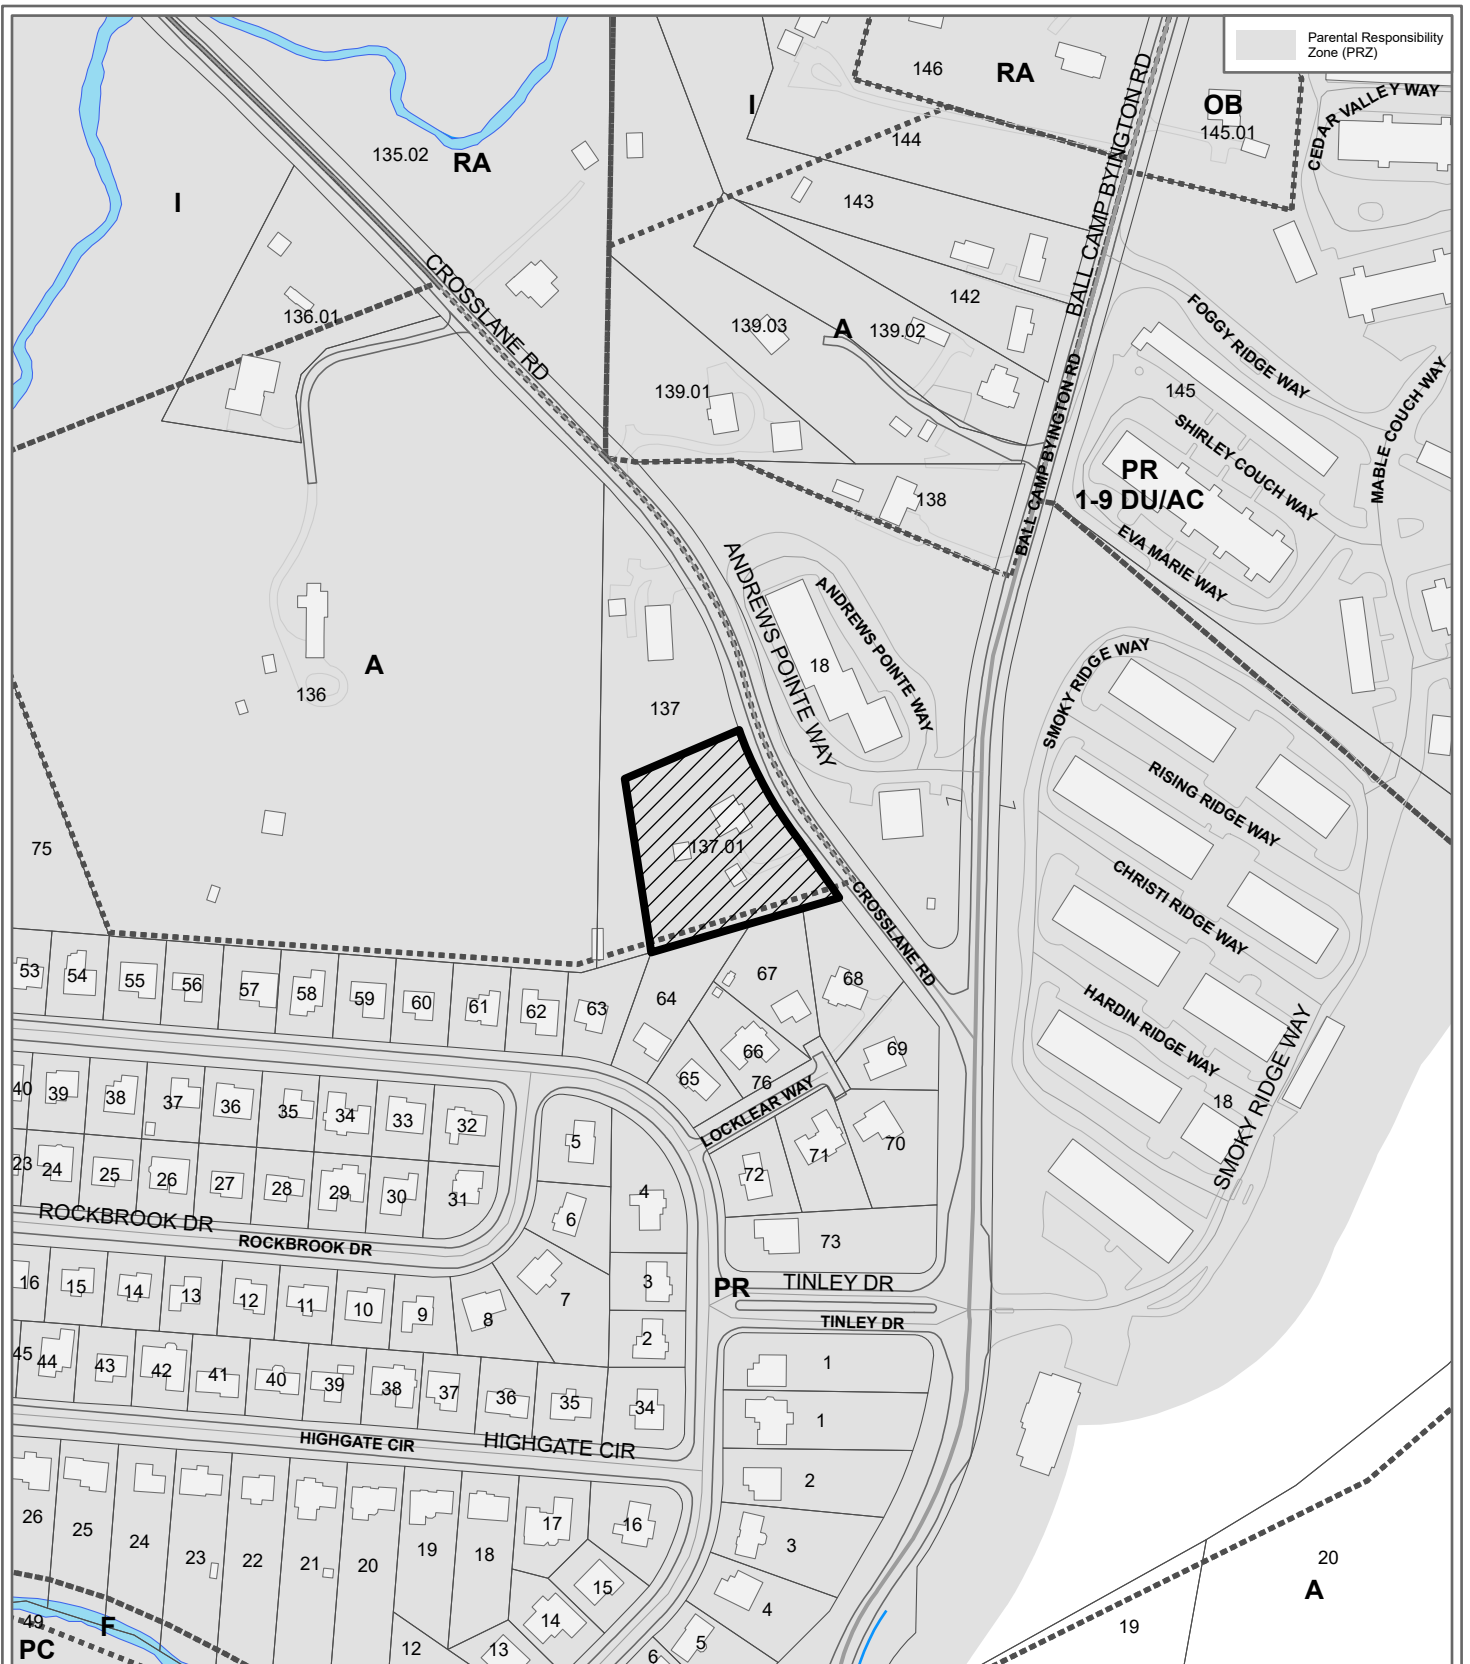 Parental Responsibility
Zone (PRZ)
146
RA
I
OB
145.01
CEDAR VALLEY WAY
135.02
RA
144
BALL CAMP BYINGTON RD
I
143
142
CROSSLANE RD
136.01
139.03
A
139.02
FOGGY RIDGE WAY
139.01
145
MABLE COUCH WAY
SHIRLEY COUCH WAY
BALL CAMP BYINGTON RD
PR
1-9 DU/AC
138
EVA MARIE WAY
ANDREWS POINTE WAY
ANDREWS POINTE WAY
SMOKY RIDGE WAY
18
A
136
137
RISING RIDGE WAY
137.01
75
CHRISTI RIDGE WAY
CROSSLANE RD
53
54
55
56
57
58
59
60
61
62
63
64
67
68
HARDIN RIDGE WAY
66
69
65
76
LOCKLEAR WAY
18
SMOKY RIDGE WAY
40
39
38
37
36
35
34
33
32
5
71
70
72
23
24
25
26
27
28
29
30
31
4
6
ROCKBROOK DR
ROCKBROOK DR
73
16
15
14
13
12
11
10
9
8
7
3
PR
TINLEY DR
TINLEY DR
2
45
44
43
42
41
40
39
38
37
36
35
34
1
1
HIGHGATE CIR
HIGHGATE CIR
2
26
25
24
23
22
21
20
19
18
17
16
3
15
14
4
20
A
49
F
PC
12
13
6
5
19